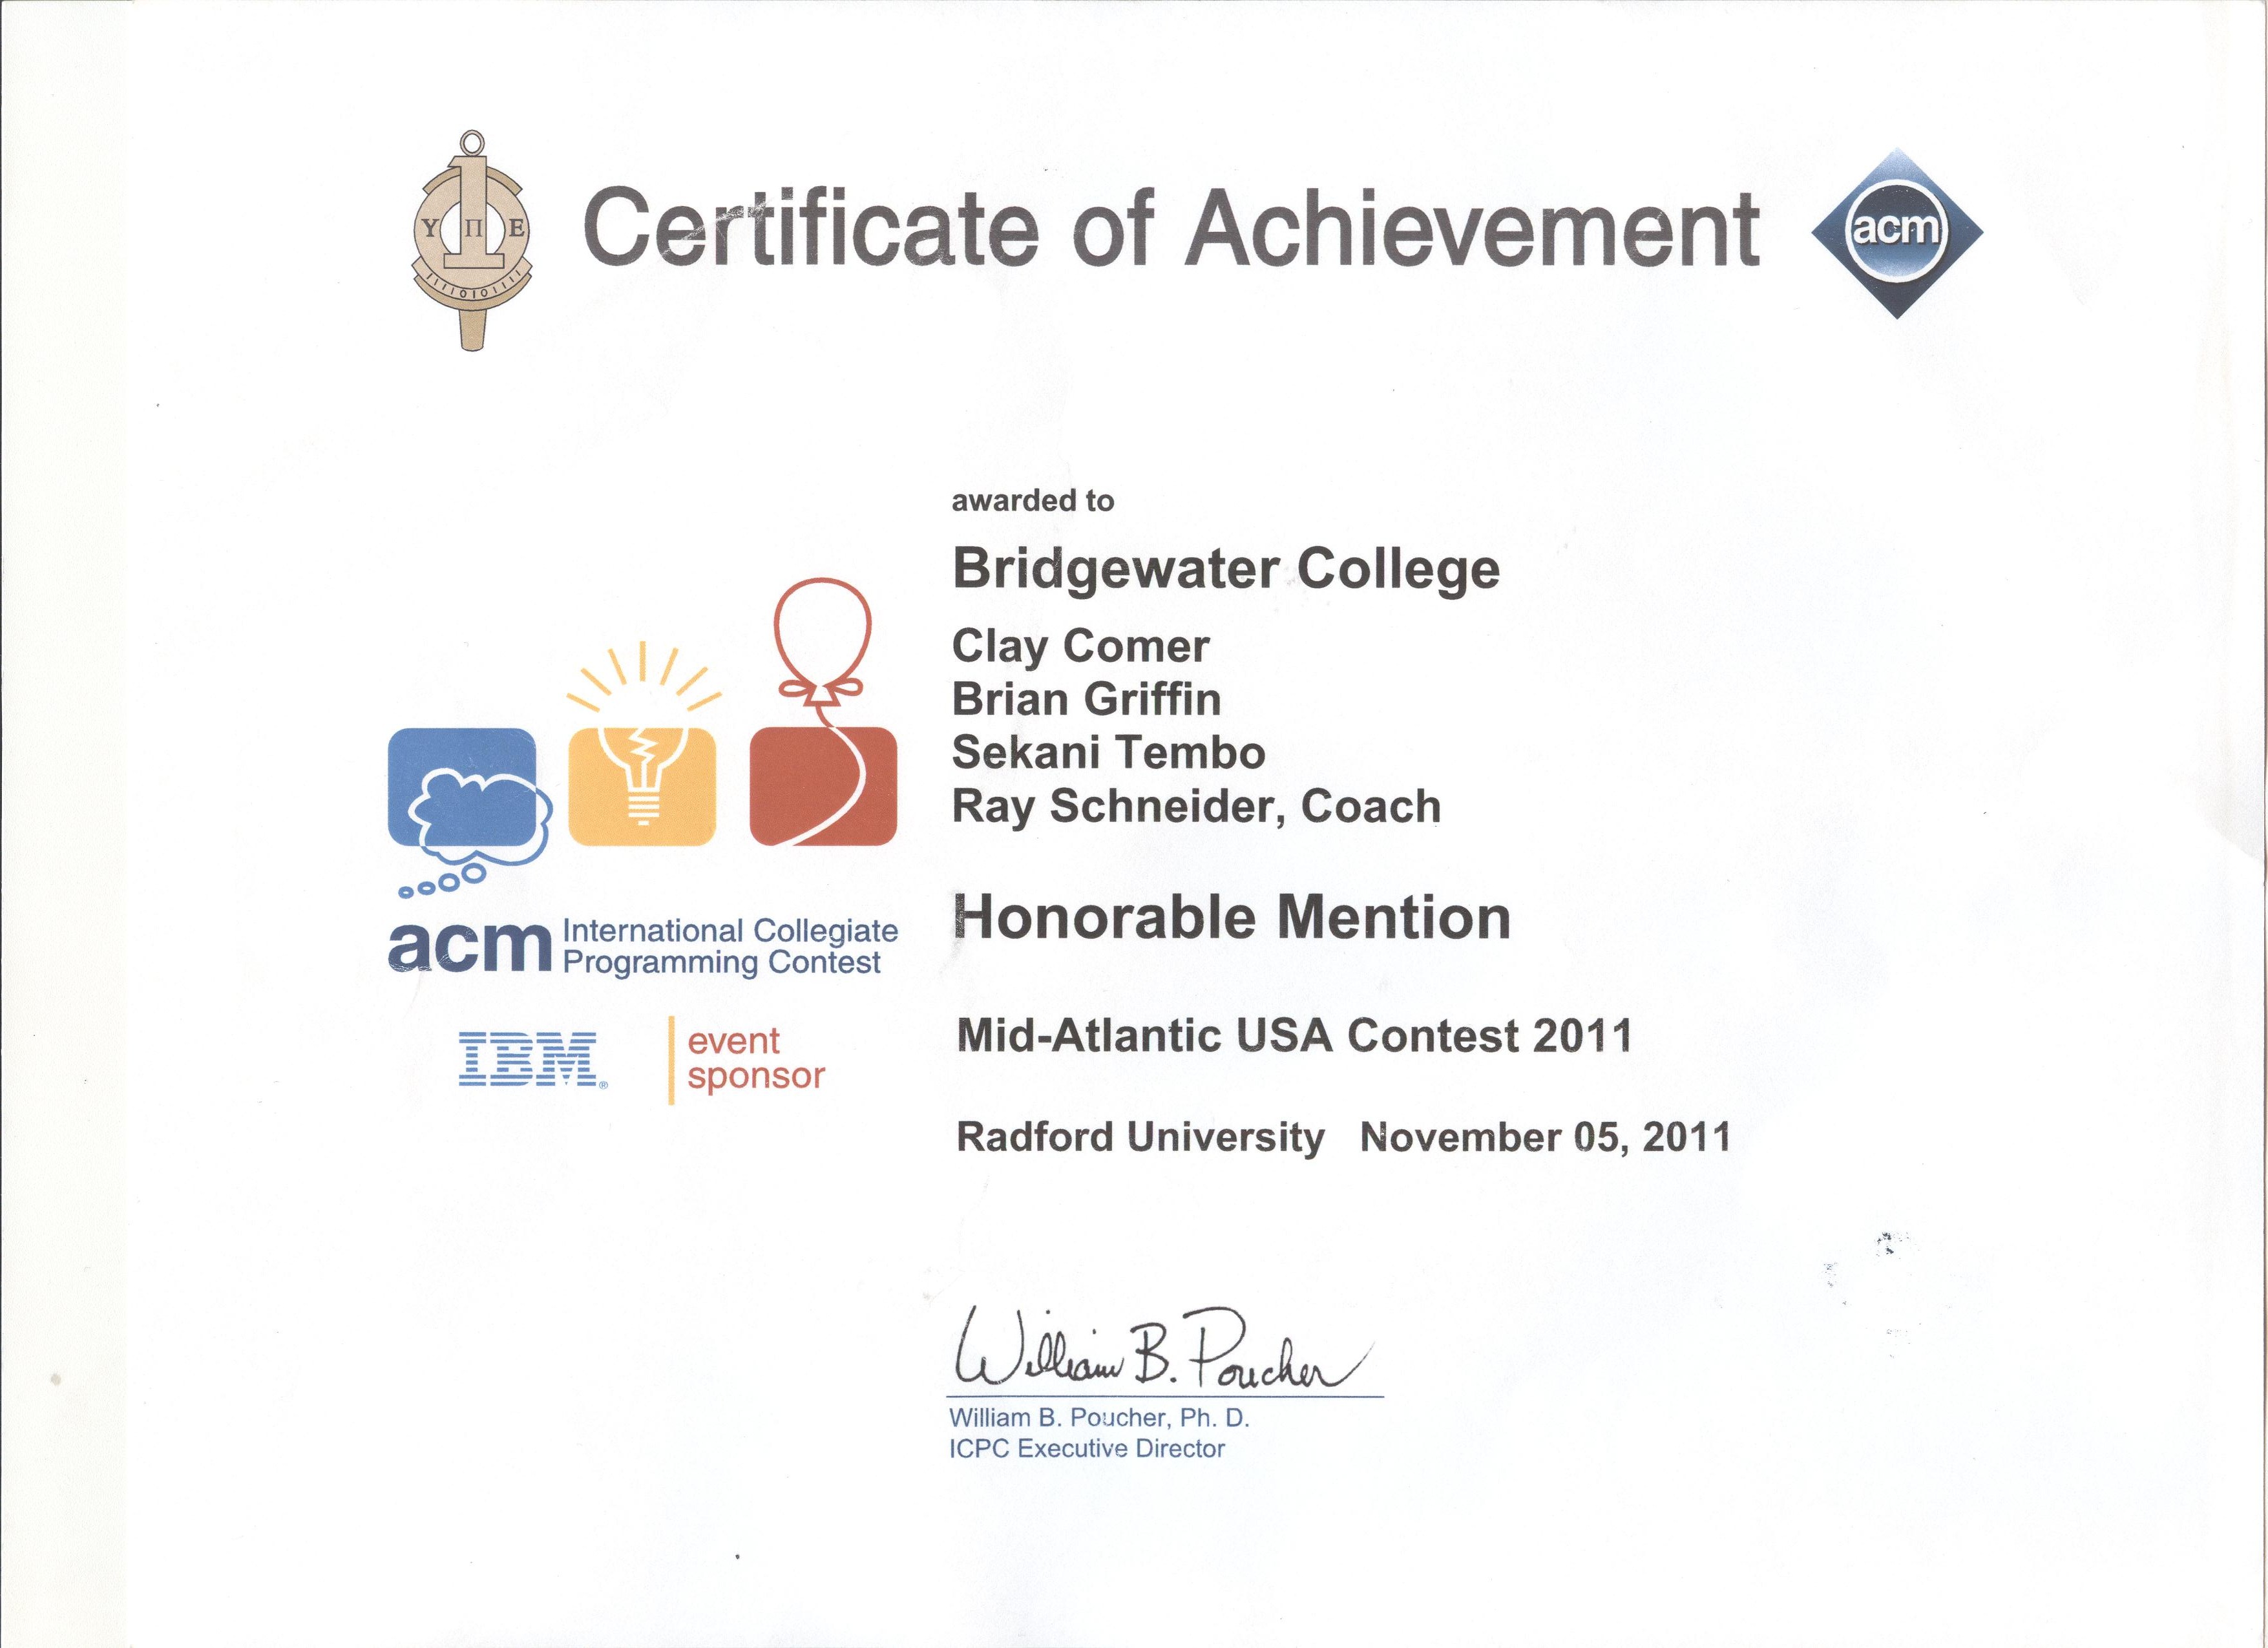 Certificate of Achievement
Υ Π Ε
1
11110101111
acm
awarded to
Bridgewater College
Clay Comer
Brian Griffin
Sekani Tembo
Ray Schneider, Coach
Honorable Mention
acm International Collegiate
Programming Contest
IBM® event
sponsor
Mid-Atlantic USA Contest 2011
Radford University November 05, 2011
William B. Poucher
William B. Poucher, Ph. D.
ICPC Executive Director